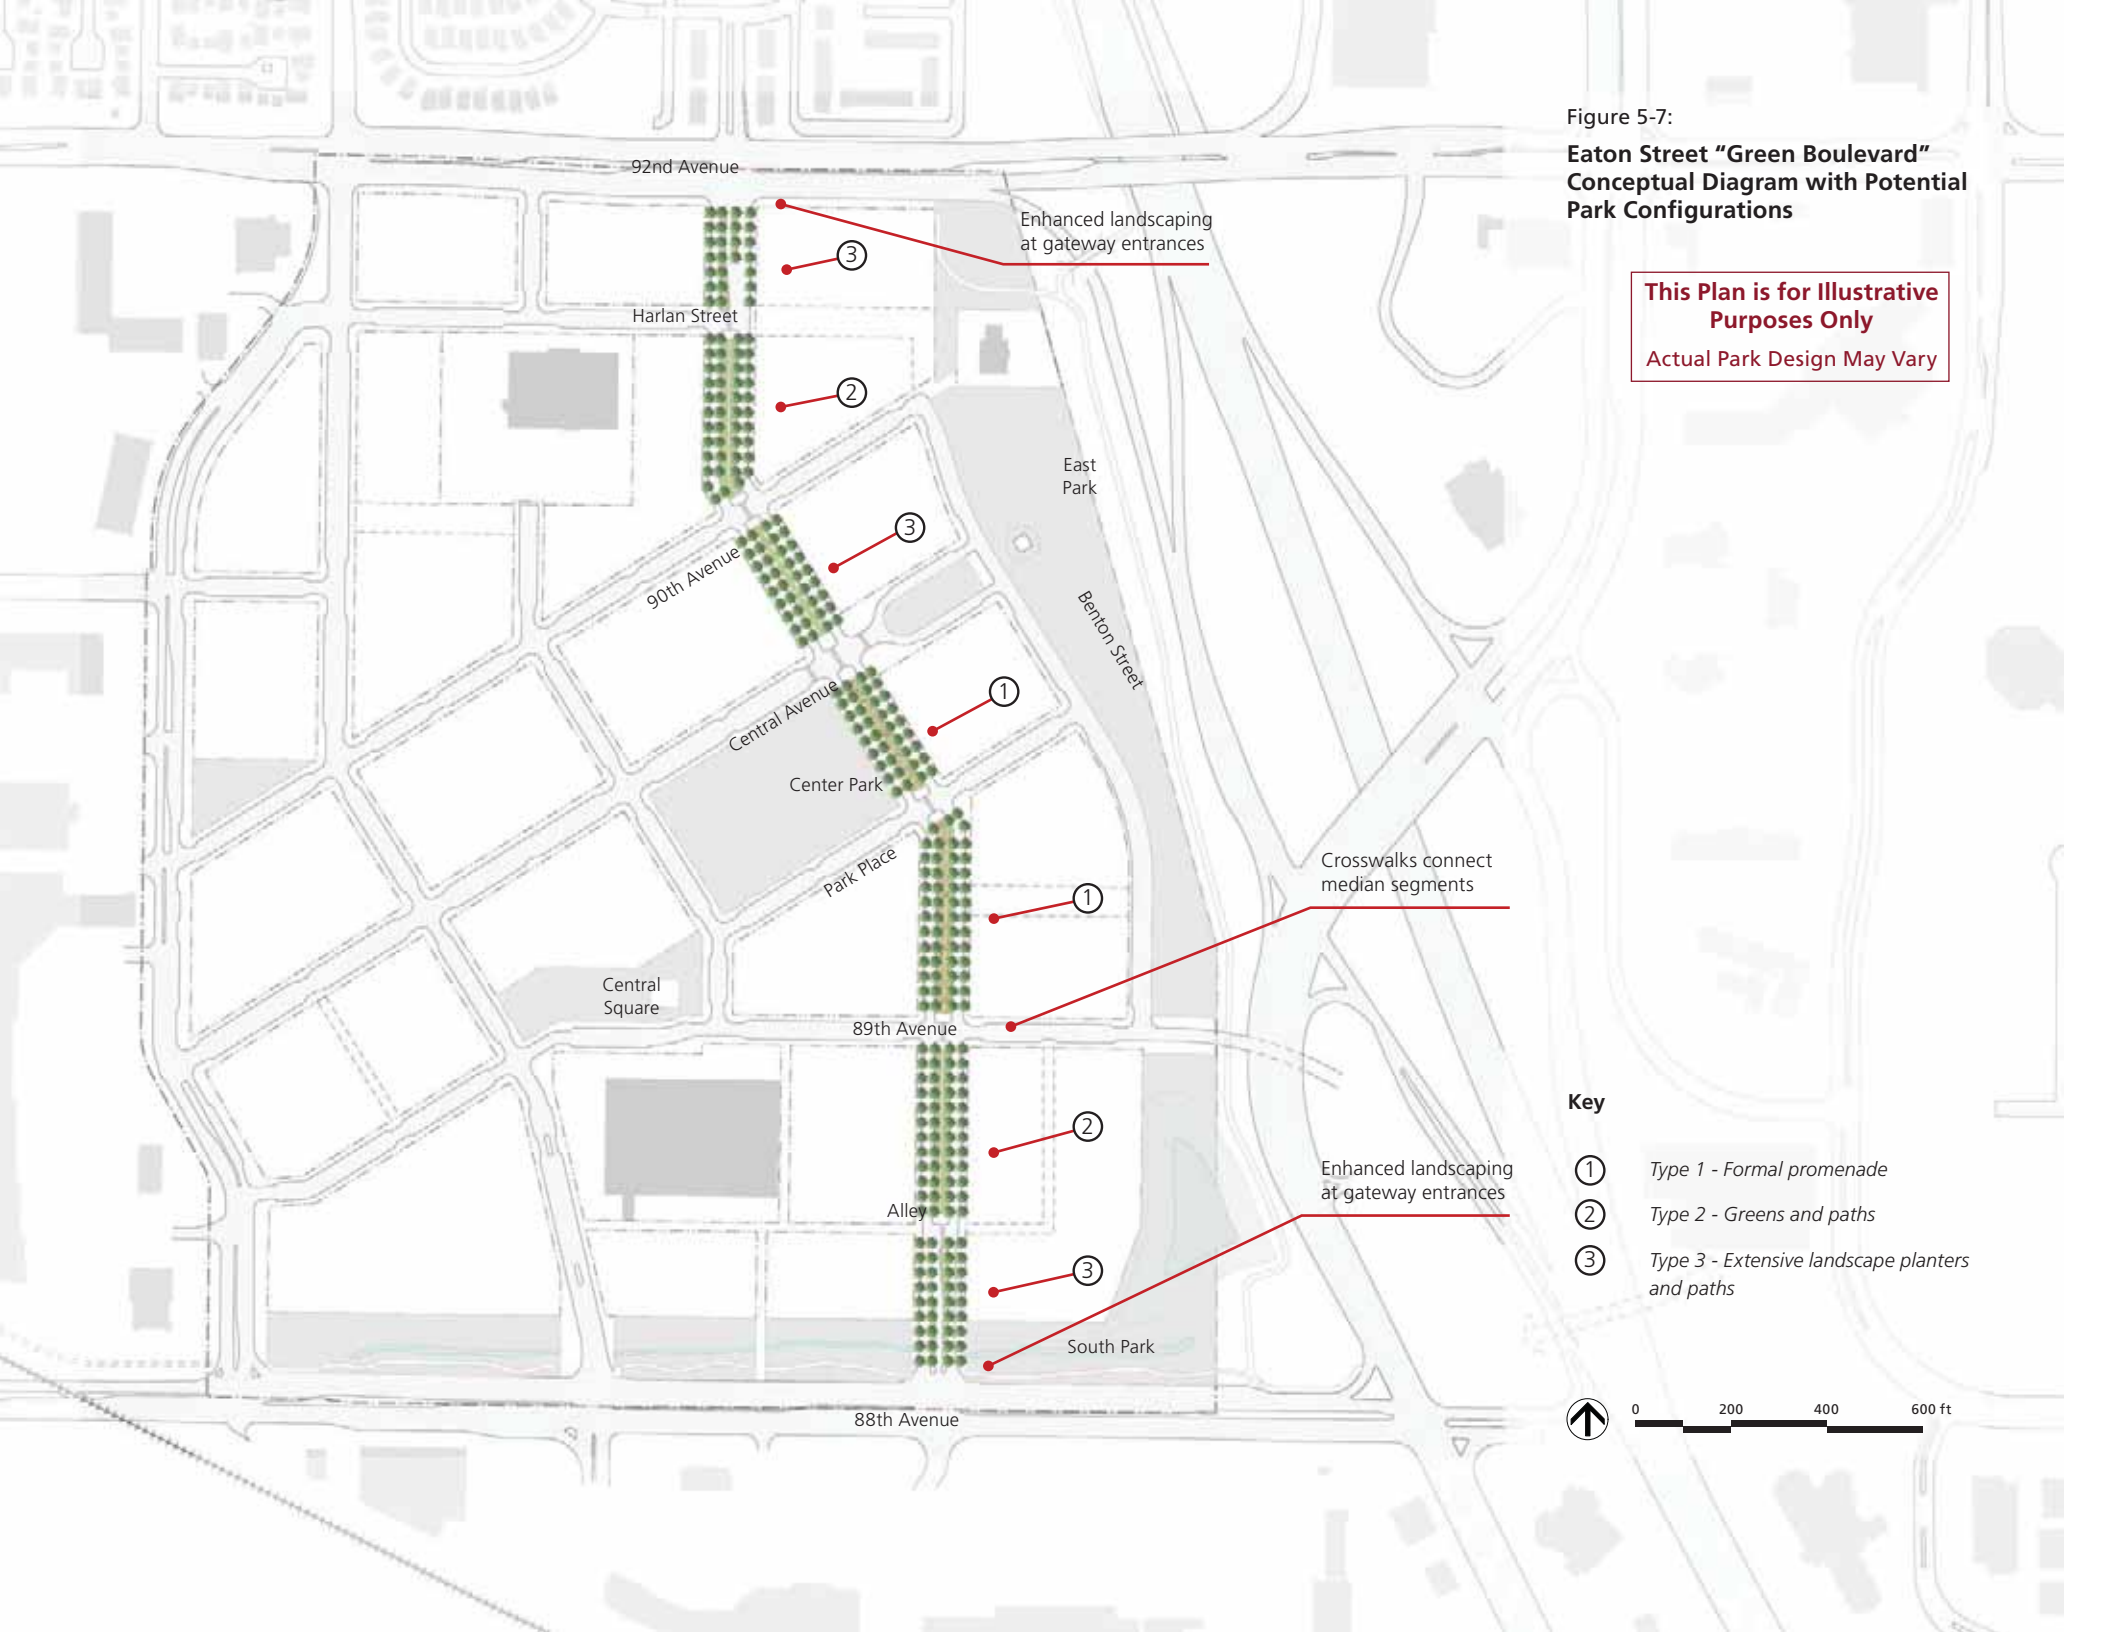 Figure 5-7:
Eaton Street “Green Boulevard”
Conceptual Diagram with Potential
Park Configurations
This Plan is for Illustrative
Purposes Only
Actual Park Design May Vary
92nd Avenue
Enhanced landscaping
at gateway entrances
3
Harlan Street
2
East
Park
3
90th Avenue
Benton Street
1
Central Avenue
Center Park
Park Place
Crosswalks connect
median segments
1
Central
Square
89th Avenue
2
Enhanced landscaping
at gateway entrances
Alley
3
South Park
88th Avenue
Key
1 Type 1 - Formal promenade
2 Type 2 - Greens and paths
3 Type 3 - Extensive landscape planters
and paths
0 200 400 600 ft